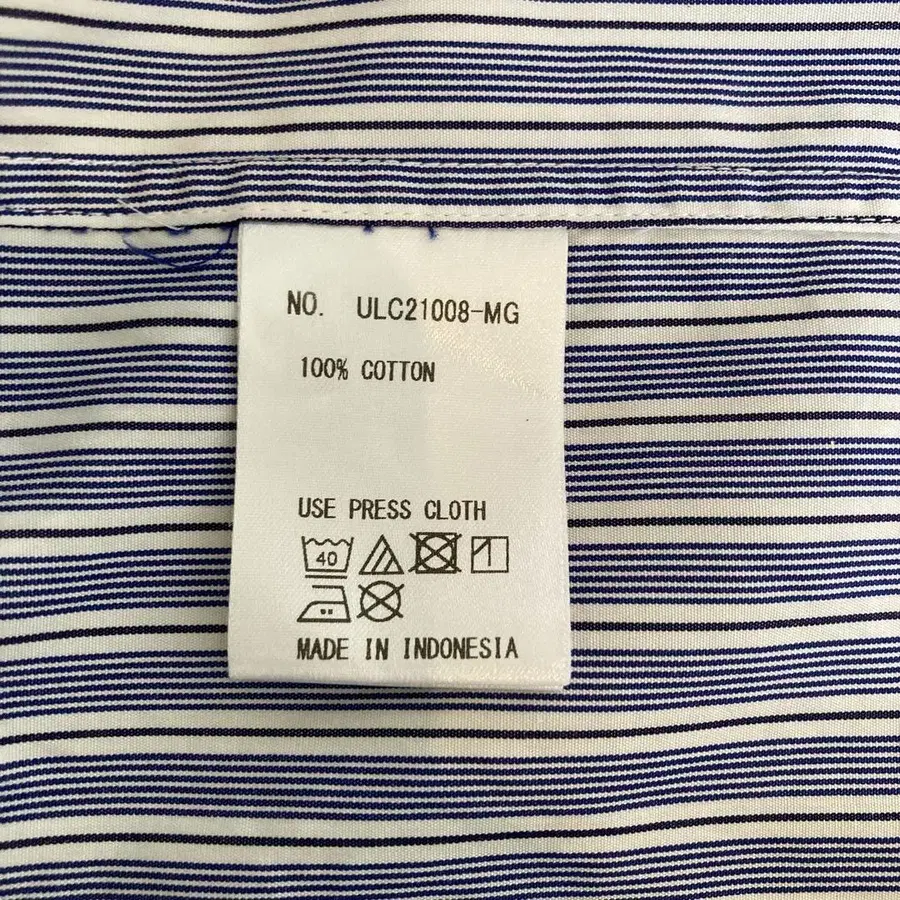 NO. ULC21008-MG
100% COTTON
USE PRESS CLOTH
40
MADE IN INDONESIA